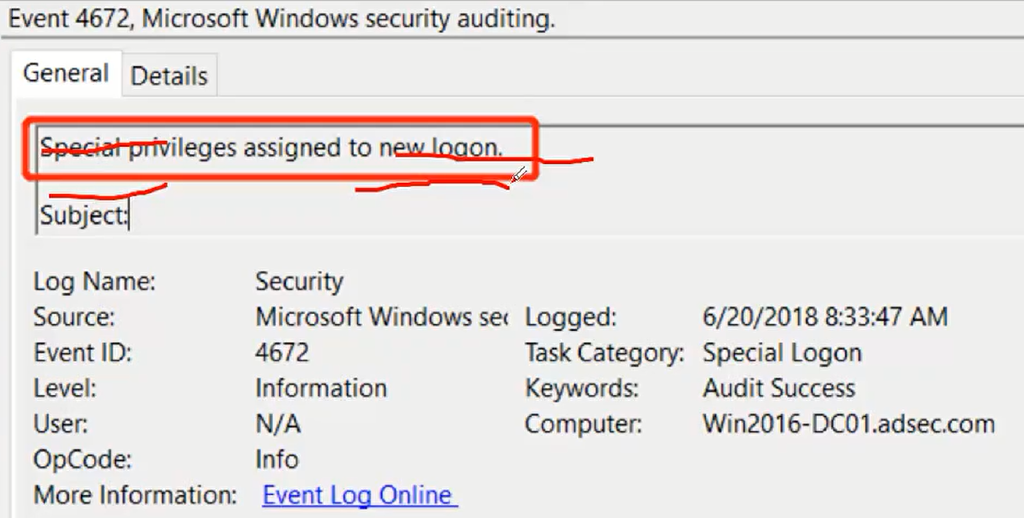 Event 4672, Microsoft Windows security auditing.
General Details
Special privileges assigned to new logon.
Subject:
Log Name: Security
Source: Microsoft Windows sec Logged: 6/20/2018 8:33:47 AM
Event ID: 4672 Task Category: Special Logon
Level: Information Keywords: Audit Success
User: N/A Computer: Win2016-DC01.adsec.com
OpCode: Info
More Information: Event Log Online